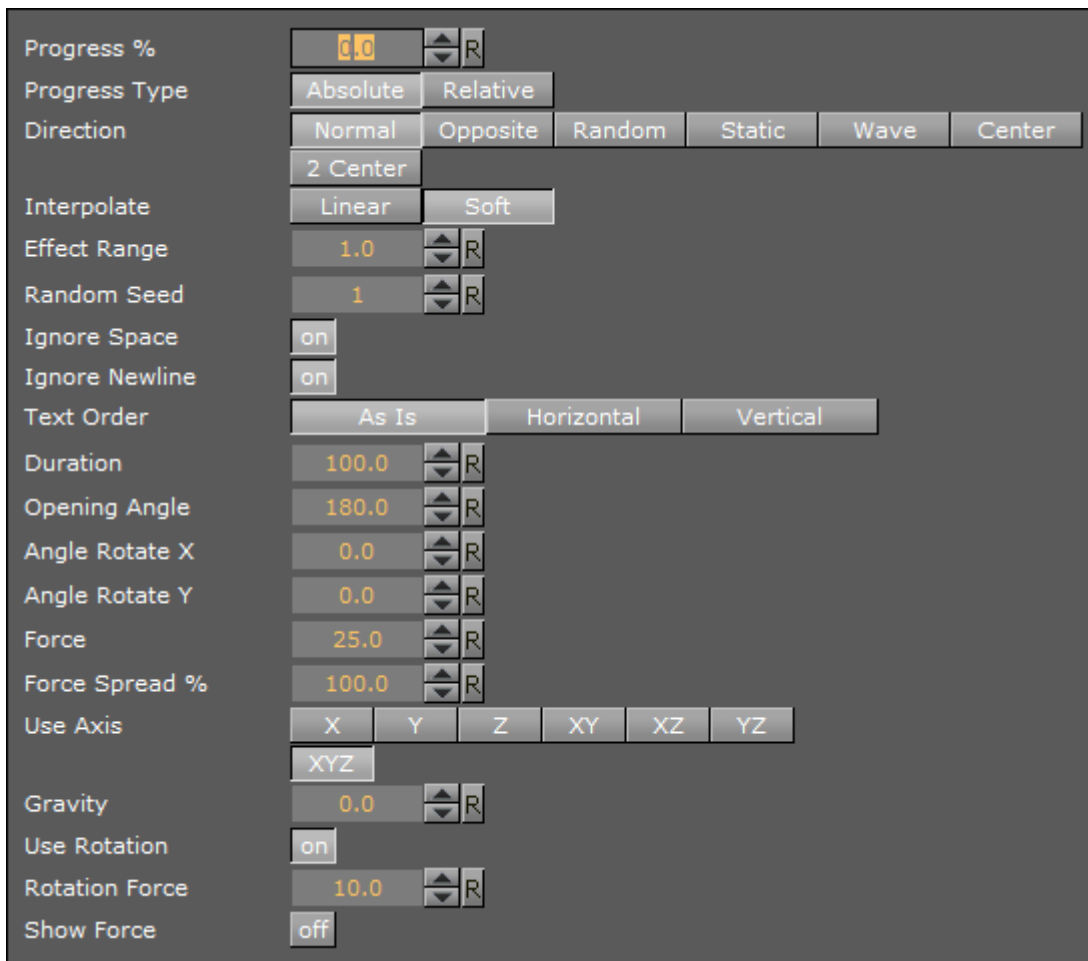 Progress % 0.0 R
Progress Type Absolute Relative
Direction Normal Opposite Random Static Wave Center
2 Center
Interpolate Linear Soft
Effect Range 1.0 R
Random Seed 1 R
Ignore Space on
Ignore Newline on
Text Order As Is Horizontal Vertical
Duration 100.0 R
Opening Angle 180.0 R
Angle Rotate X 0.0 R
Angle Rotate Y 0.0 R
Force 25.0 R
Force Spread % 100.0 R
Use Axis X Y Z XY XZ YZ
XYZ
Gravity 0.0 R
Use Rotation on
Rotation Force 10.0 R
Show Force off